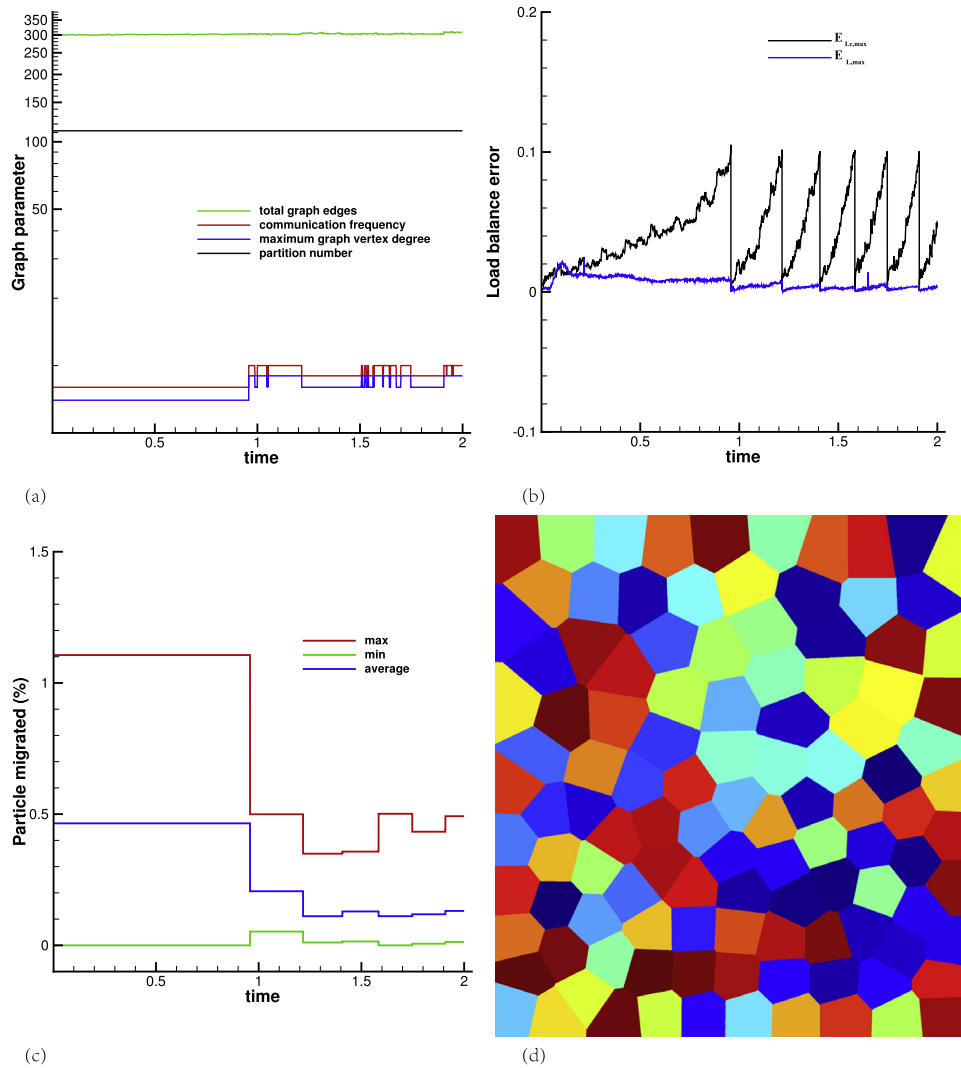 350
300
250
200
150
100
50
Graph parameter
total graph edges
communication frequency
maximum graph vertex degree
partition number
0.5
1
1.5
2
time
(a)
0.2
0.1
0
-0.1
Load balance error
E Lc,max
E L,max
0.5
1
1.5
2
time
(b)
1.5
1
0.5
0
Particle migrated (%)
max
min
average
0.5
1
1.5
2
time
(c)
(d)